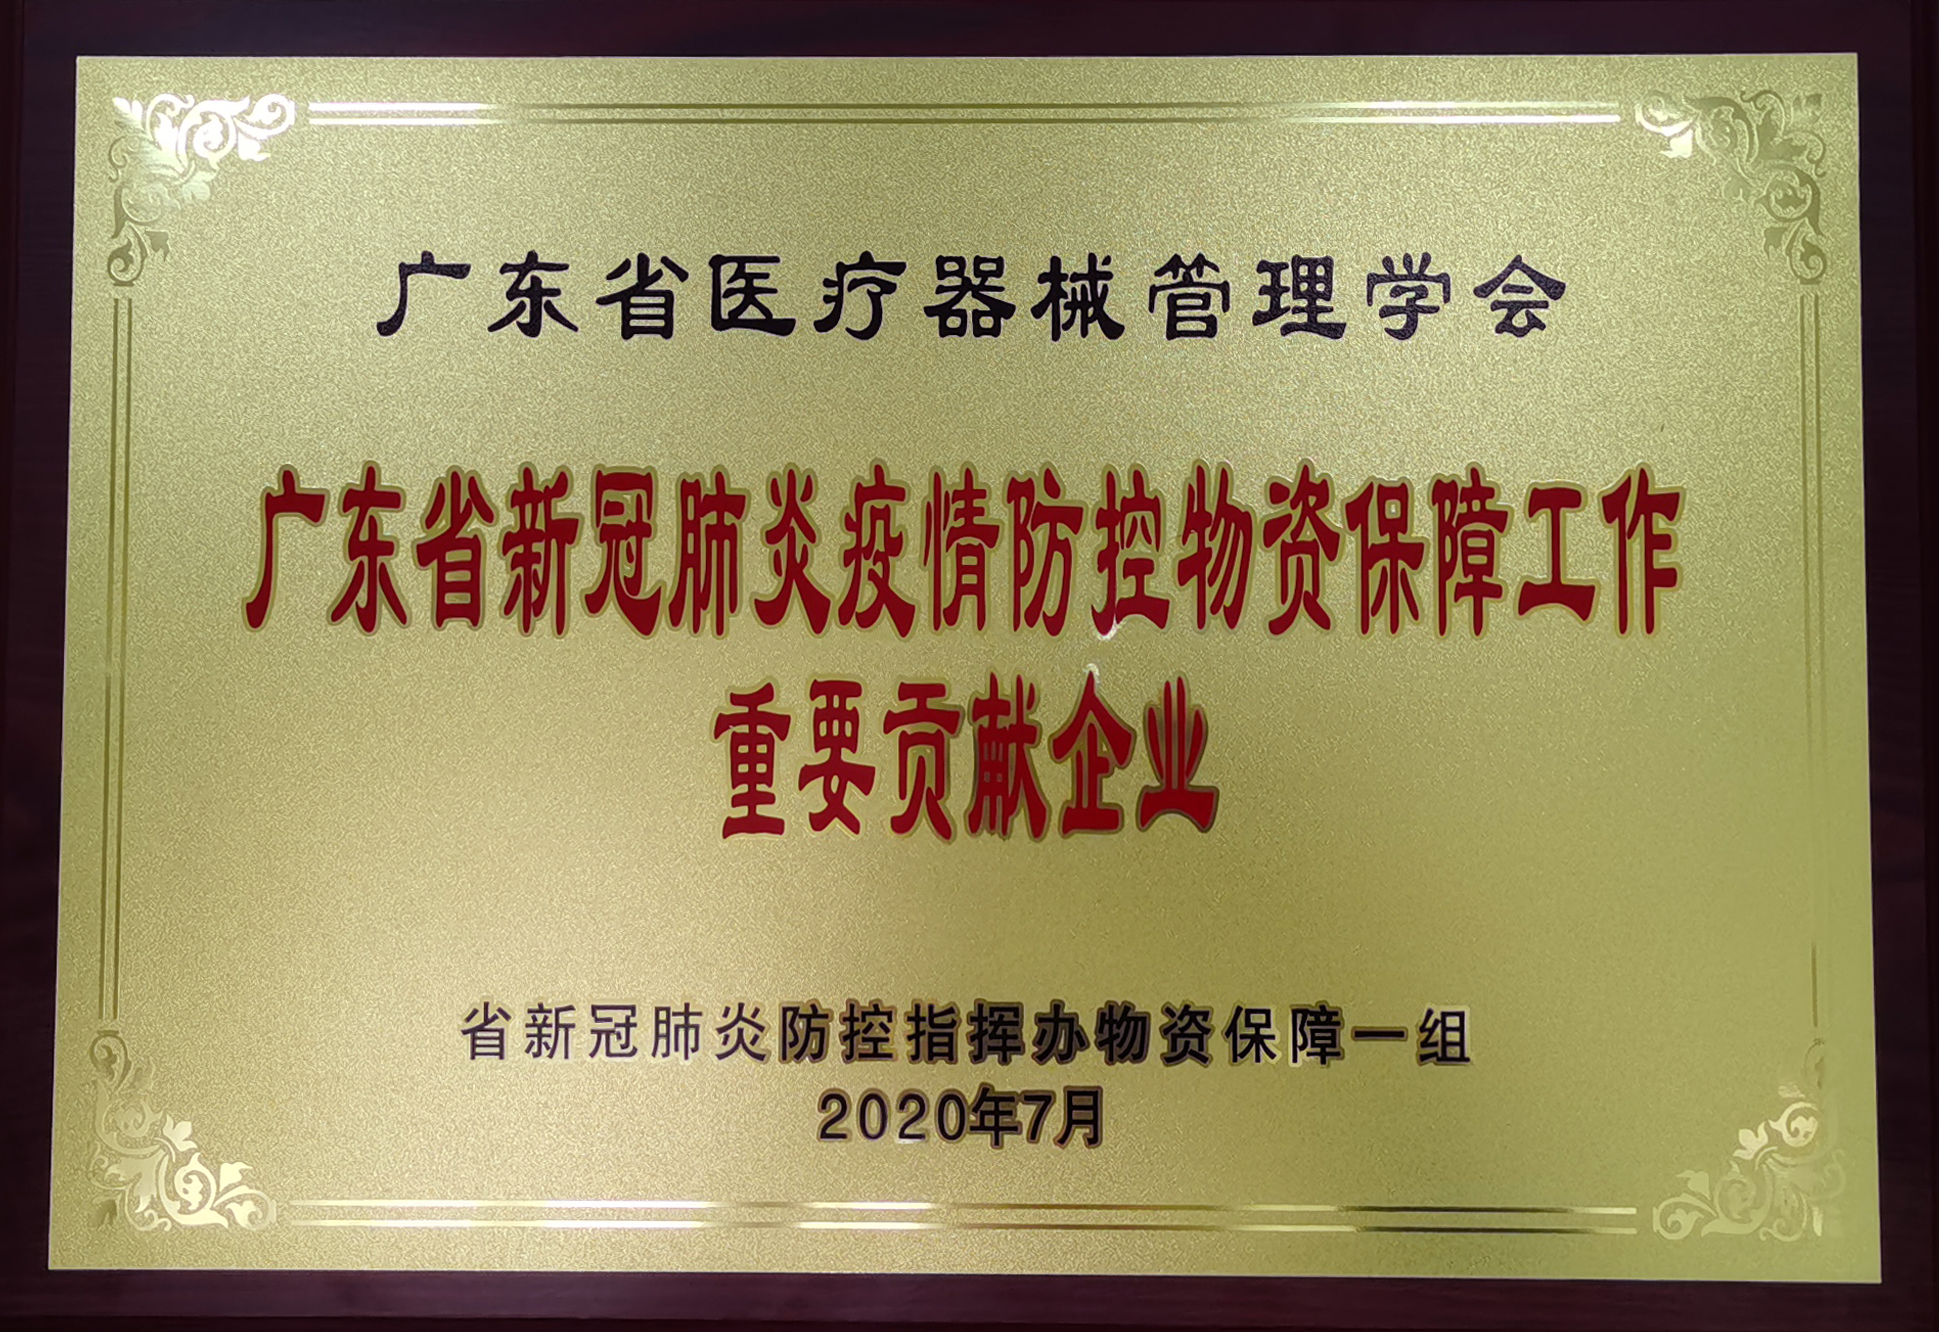 广东省医疗器械管理学会
广东省新冠肺炎疫情防控物资保障工作
重要贡献企业
省新冠肺炎防控指挥办物资保障一组
2020年7月